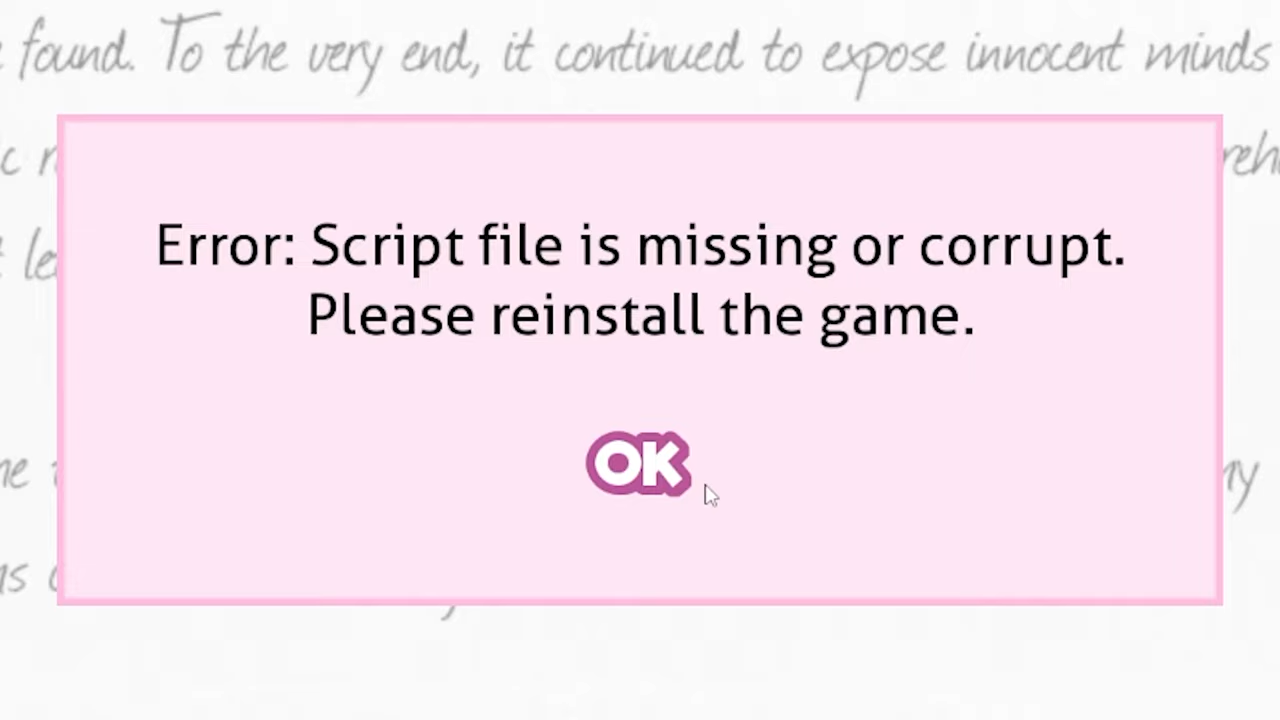 found. To the very end, it continued to expose innocent minds
Error: Script file is missing or corrupt.
Please reinstall the game.
OK